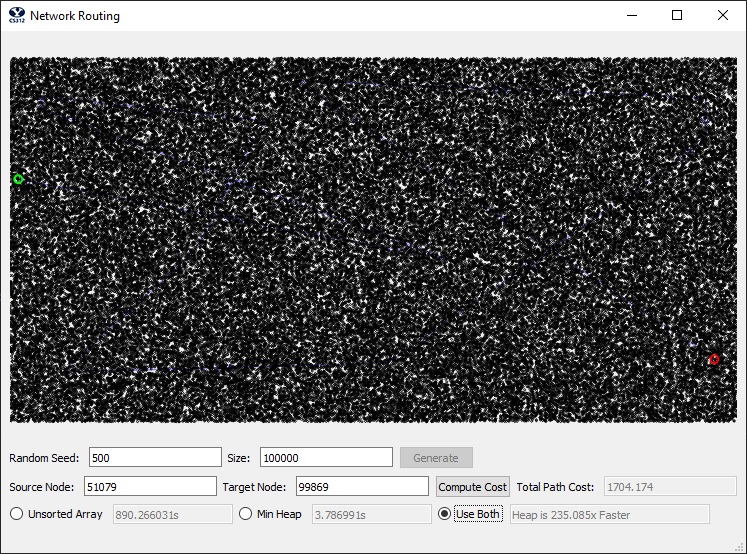 CS312 Network Routing
Random Seed: 500 Size: 100000 Generate
Source Node: 51079 Target Node: 99869 Compute Cost Total Path Cost: 1704.174
Unsorted Array 890.266031s Min Heap 3.786991s Use Both Heap is 235.085x Faster